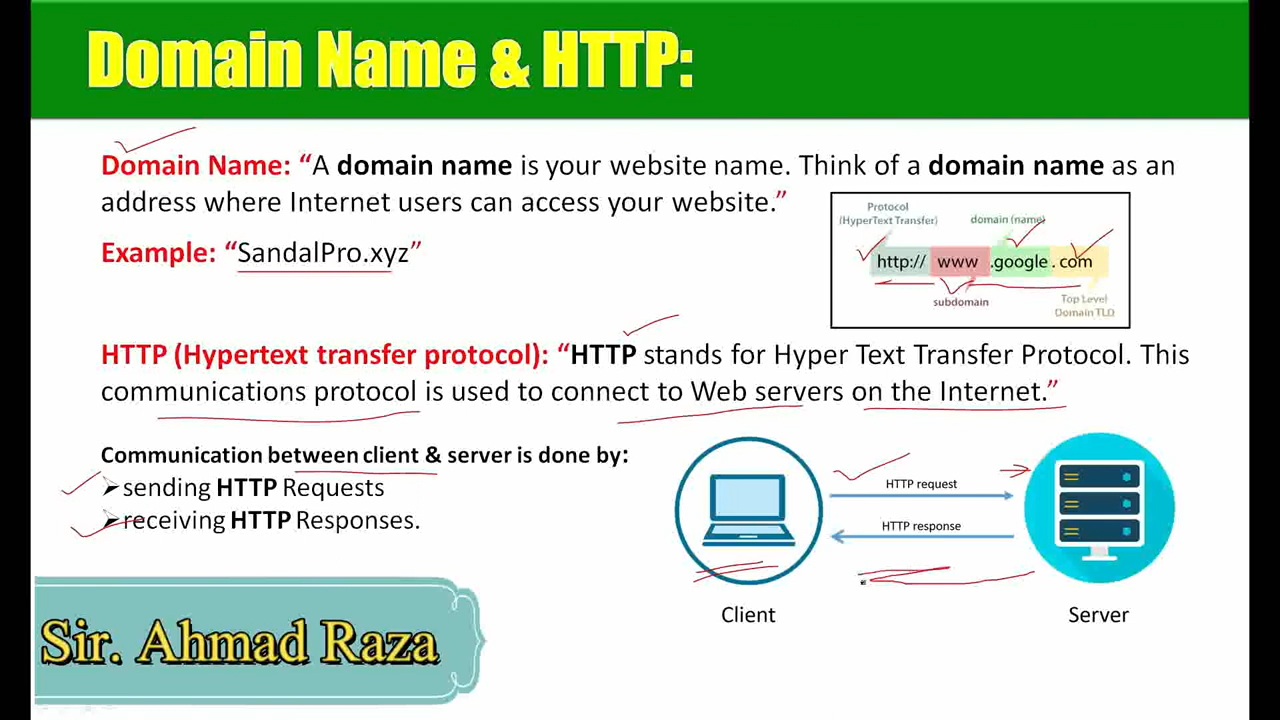 Domain Name & HTTP:
Domain Name: “A domain name is your website name. Think of a domain name as an
address where Internet users can access your website.”
Example: “SandalPro.xyz”
Protocol
(HyperText Transfer)
domain (name)
http:// www .google . com
subdomain
Top Level
Domain TLD
HTTP (Hypertext transfer protocol): “HTTP stands for Hyper Text Transfer Protocol. This
communications protocol is used to connect to Web servers on the Internet.”
Communication between client & server is done by:
➢sending HTTP Requests
➢receiving HTTP Responses.
HTTP request
HTTP response
Client
Server
Sir. Ahmad Raza